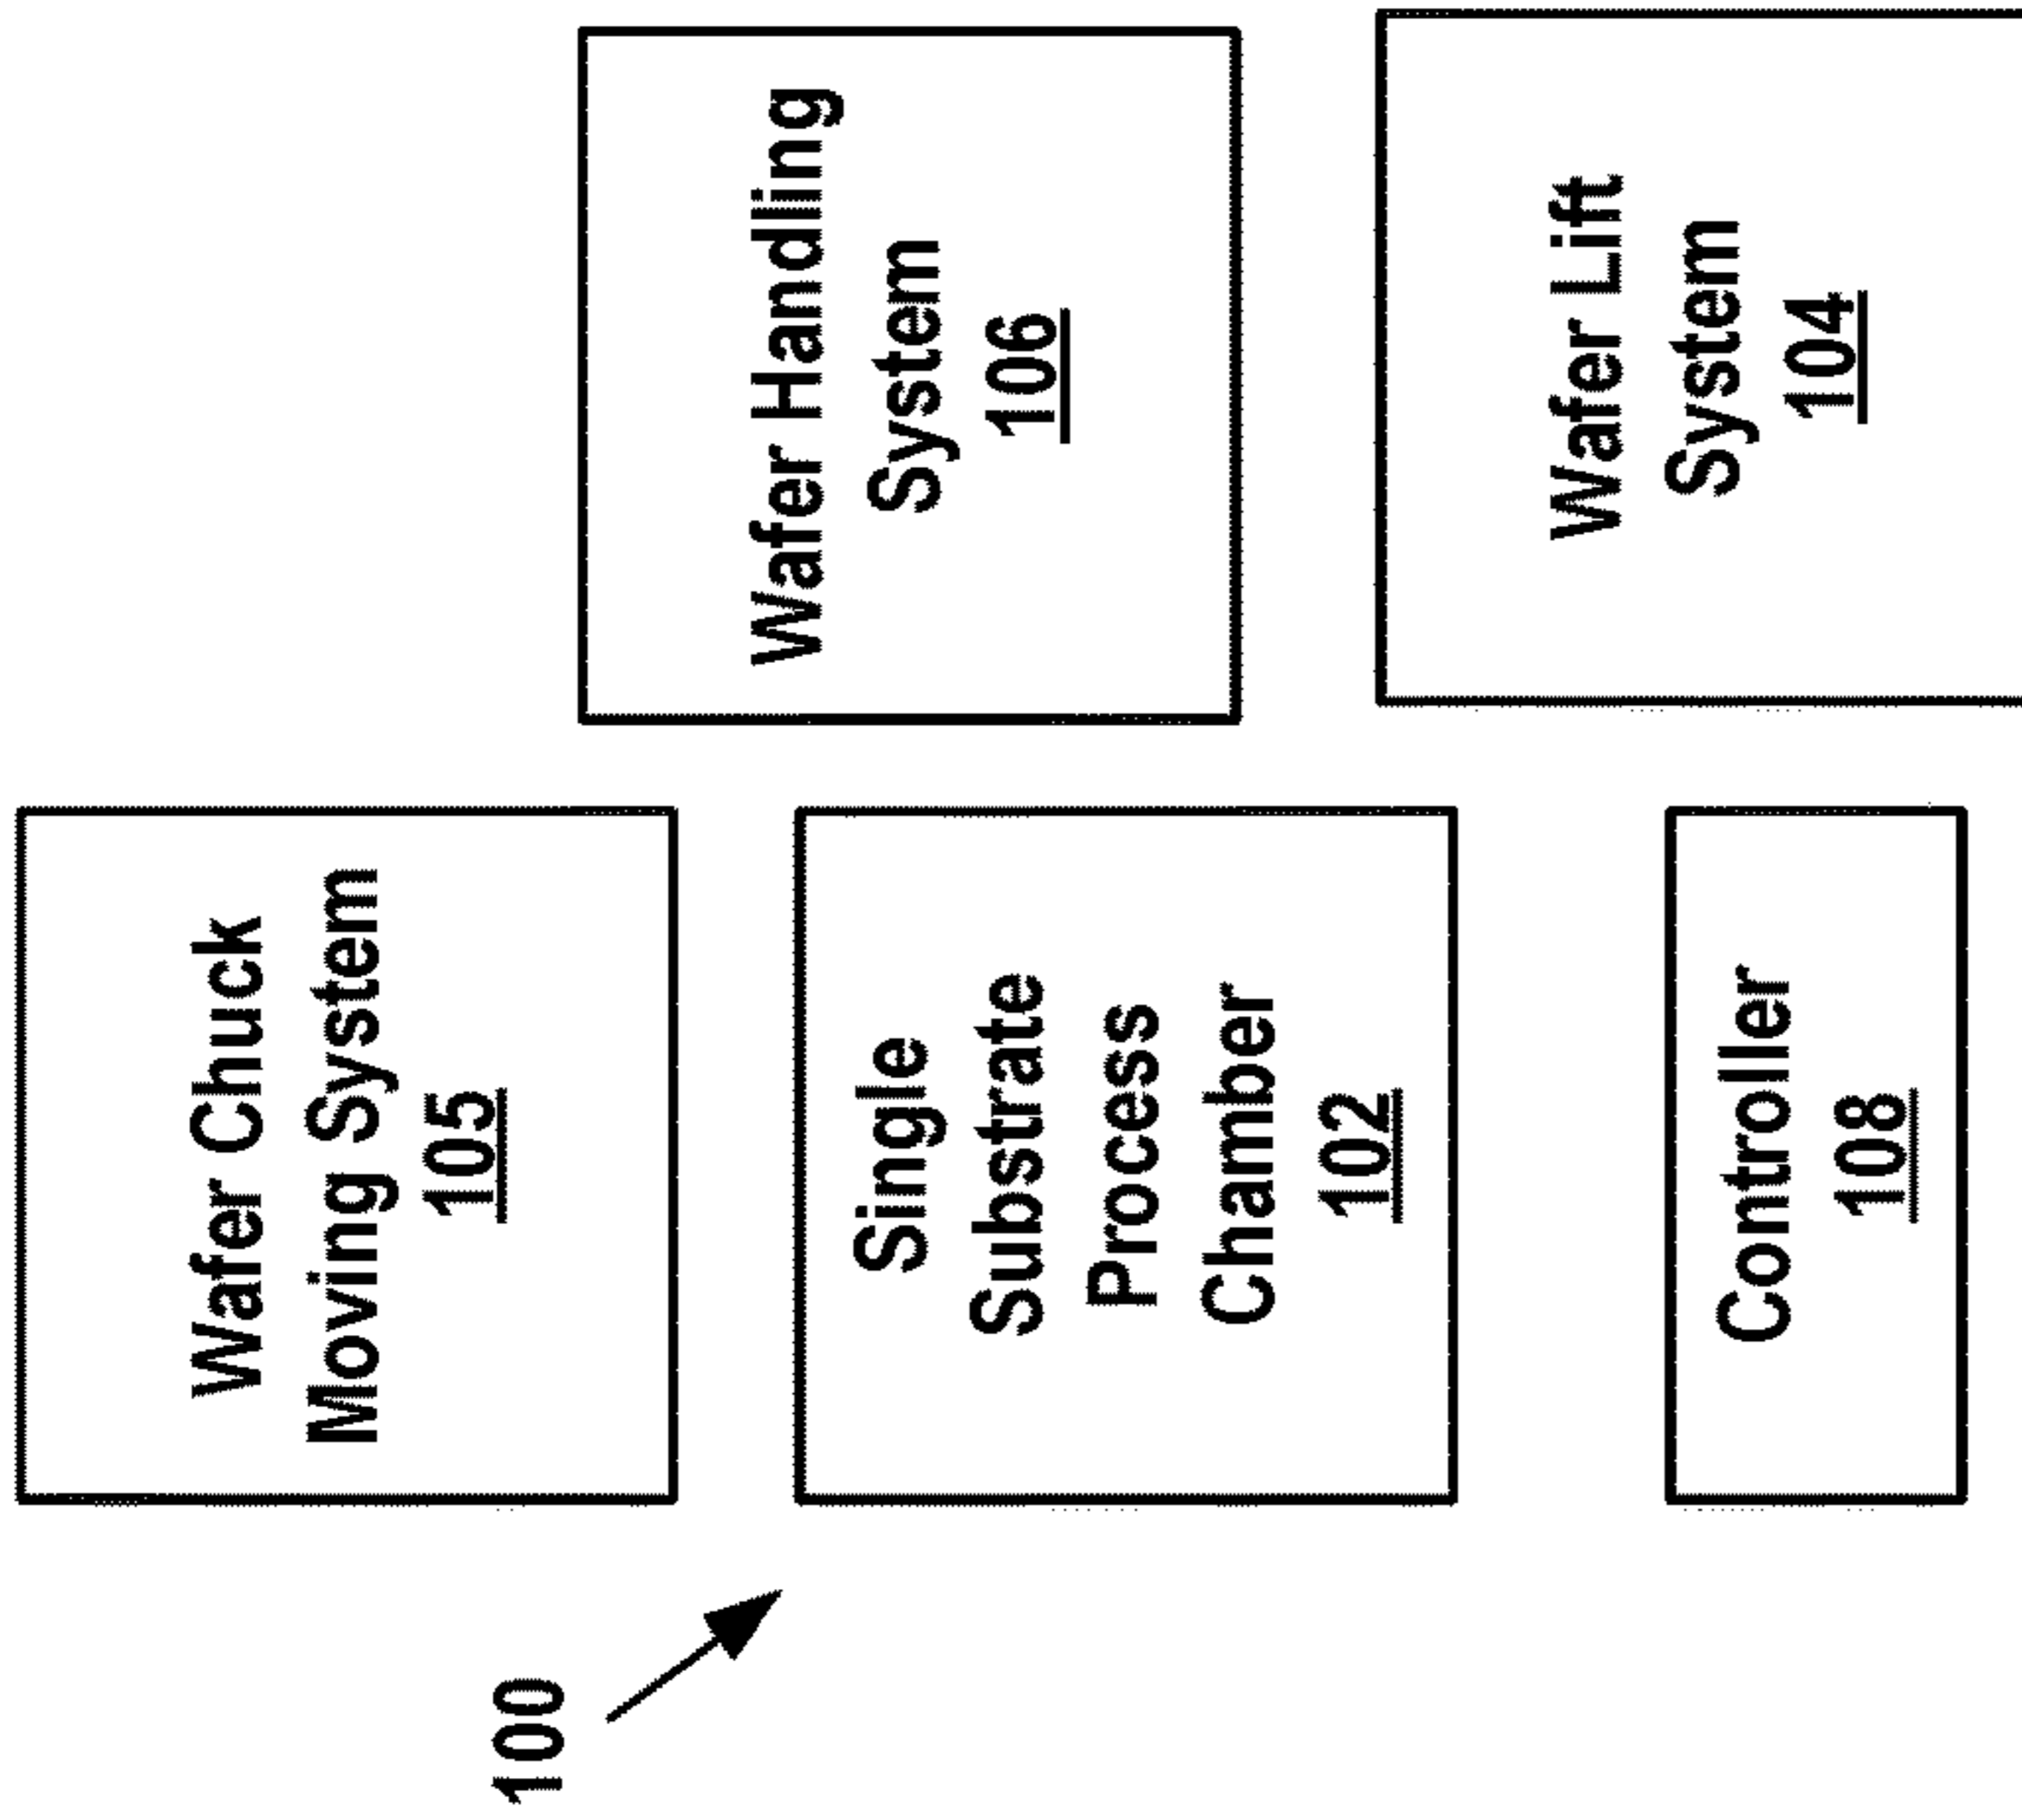 100
Wafer Chuck
Moving System
105
Single
Substrate
Process
Chamber
102
Controller
108
Wafer Handling
System
106
Wafer Lift
System
104